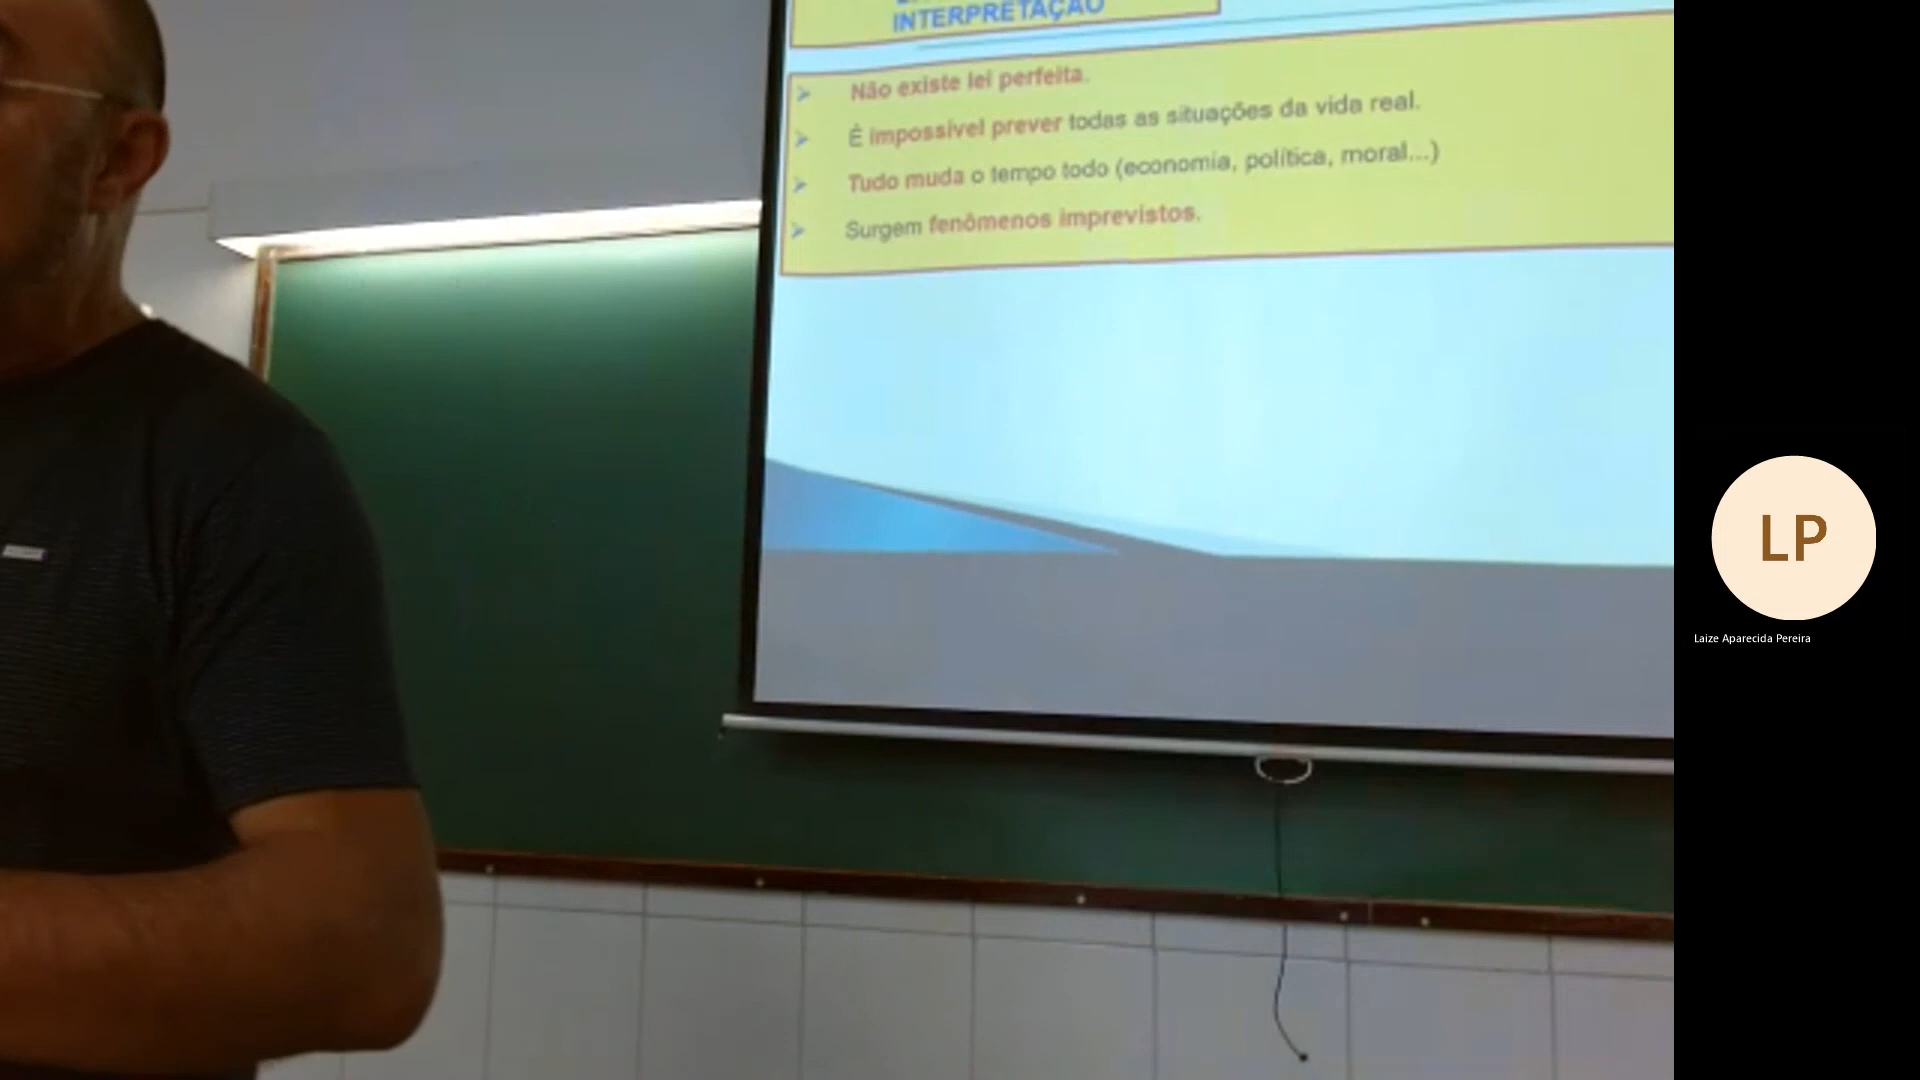 INTERPRETAÇÃO
Não existe lei perfeita.
É impossível prever todas as situações da vida real.
Tudo muda o tempo todo (economia, política, moral...)
Surgem fenômenos imprevistos.
LP
Laize Aparecida Pereira